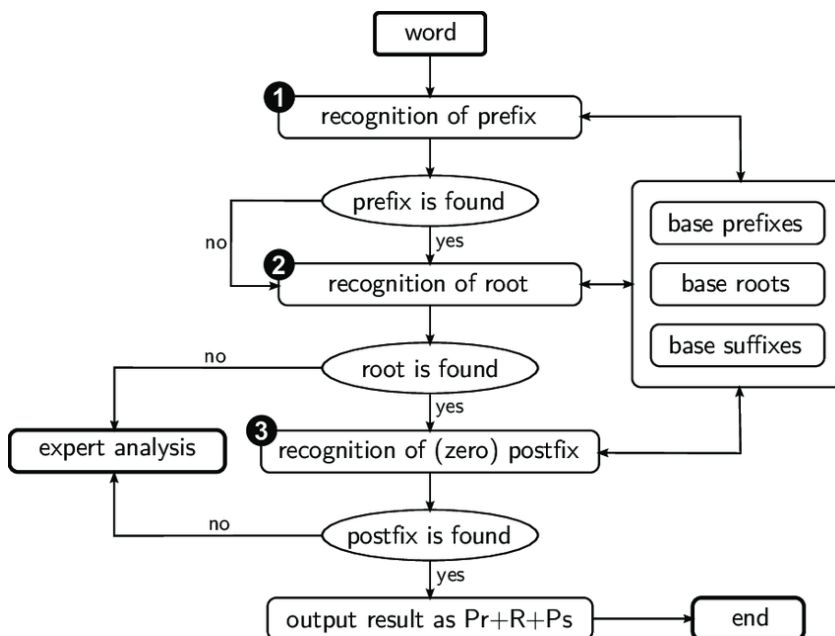 word
1
recognition of prefix
prefix is found
no
yes
base prefixes
2
recognition of root
base roots
base suffixes
no
root is found
yes
3
recognition of (zero) postfix
expert analysis
no
postfix is found
yes
output result as Pr+R+Ps
end